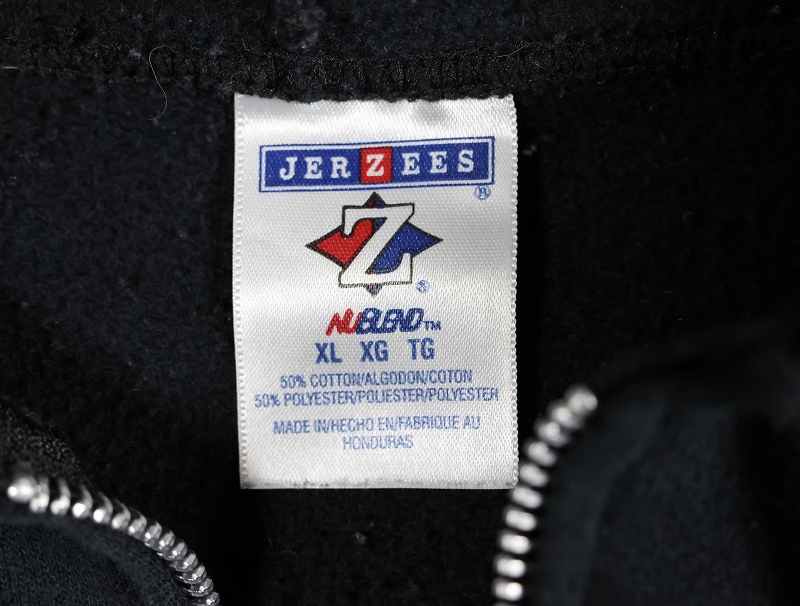 JERZEES®
Z®
NUBLEND™
XL XG TG
50% COTTON/ALGODON/COTON
50% POLYESTER/POLIESTER/POLYESTER
MADE IN/HECHO EN/FABRIQUE AU
HONDURAS